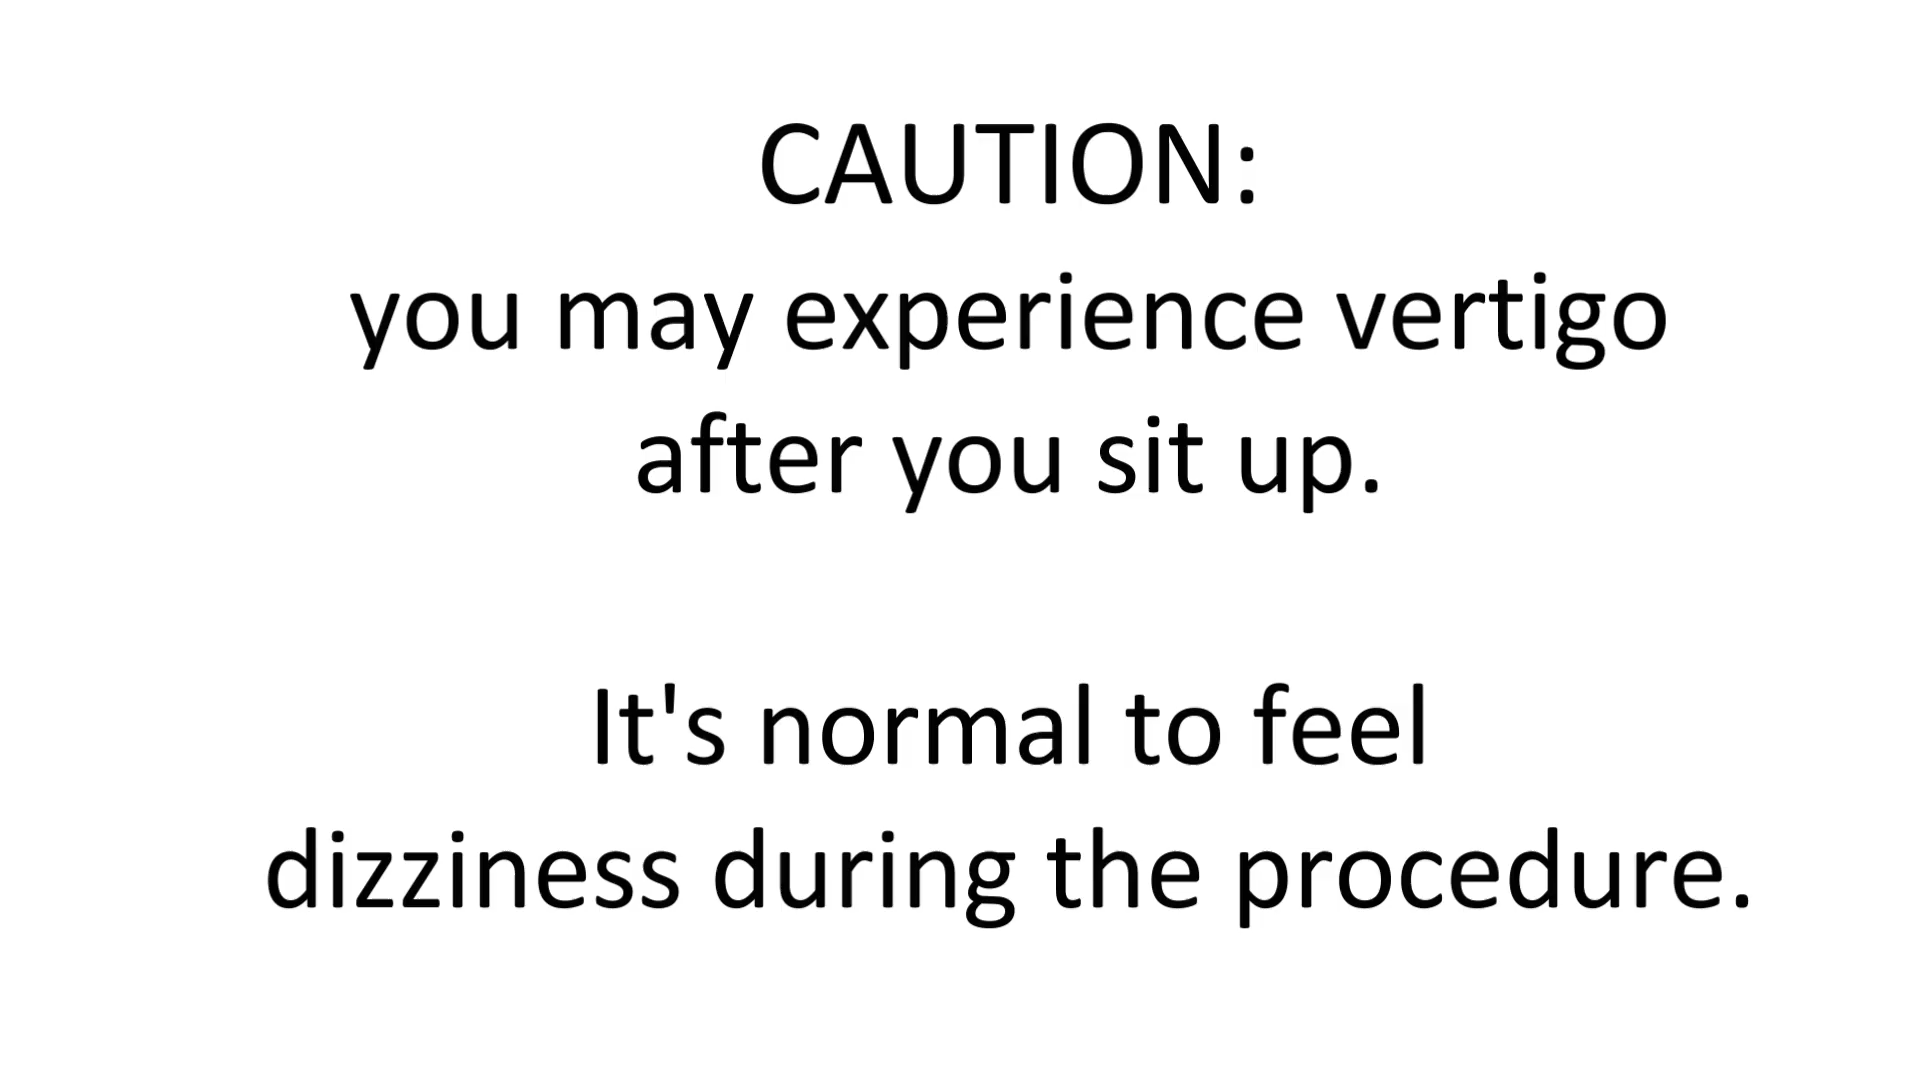 CAUTION:
you may experience vertigo
after you sit up.
It's normal to feel
dizziness during the procedure.